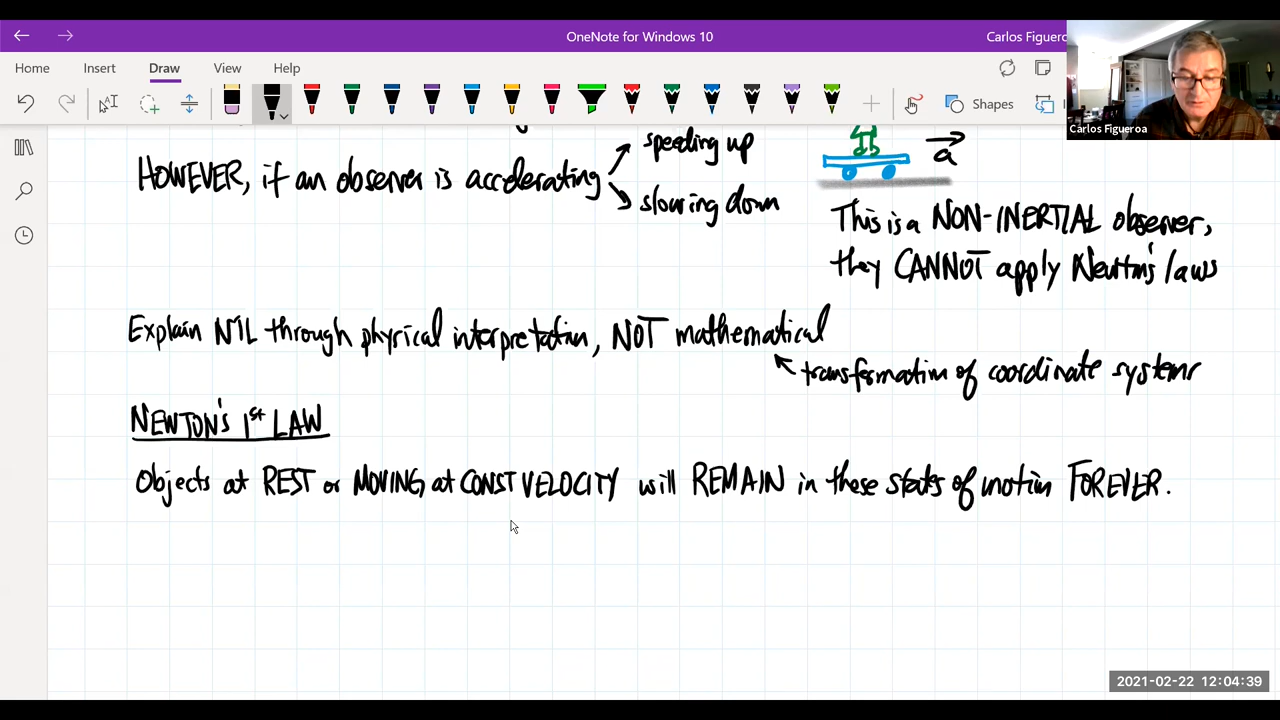 OneNote for Windows 10
Carlos Figuero
Home Insert Draw View Help
Shapes
Carlos Figueroa
speeding up
HOWEVER, if an observer is accelerating
slowing down
a
This is a NON-INERTIAL observer,
they CANNOT apply Newton's laws
Explain N1L through physical interpretation, NOT mathematical
transformation of coordinate systems
NEWTON'S 1st LAW
Objects at REST or MOVING at CONST VELOCITY will REMAIN in these states of motion FOREVER.
2021-02-22 12:04:39